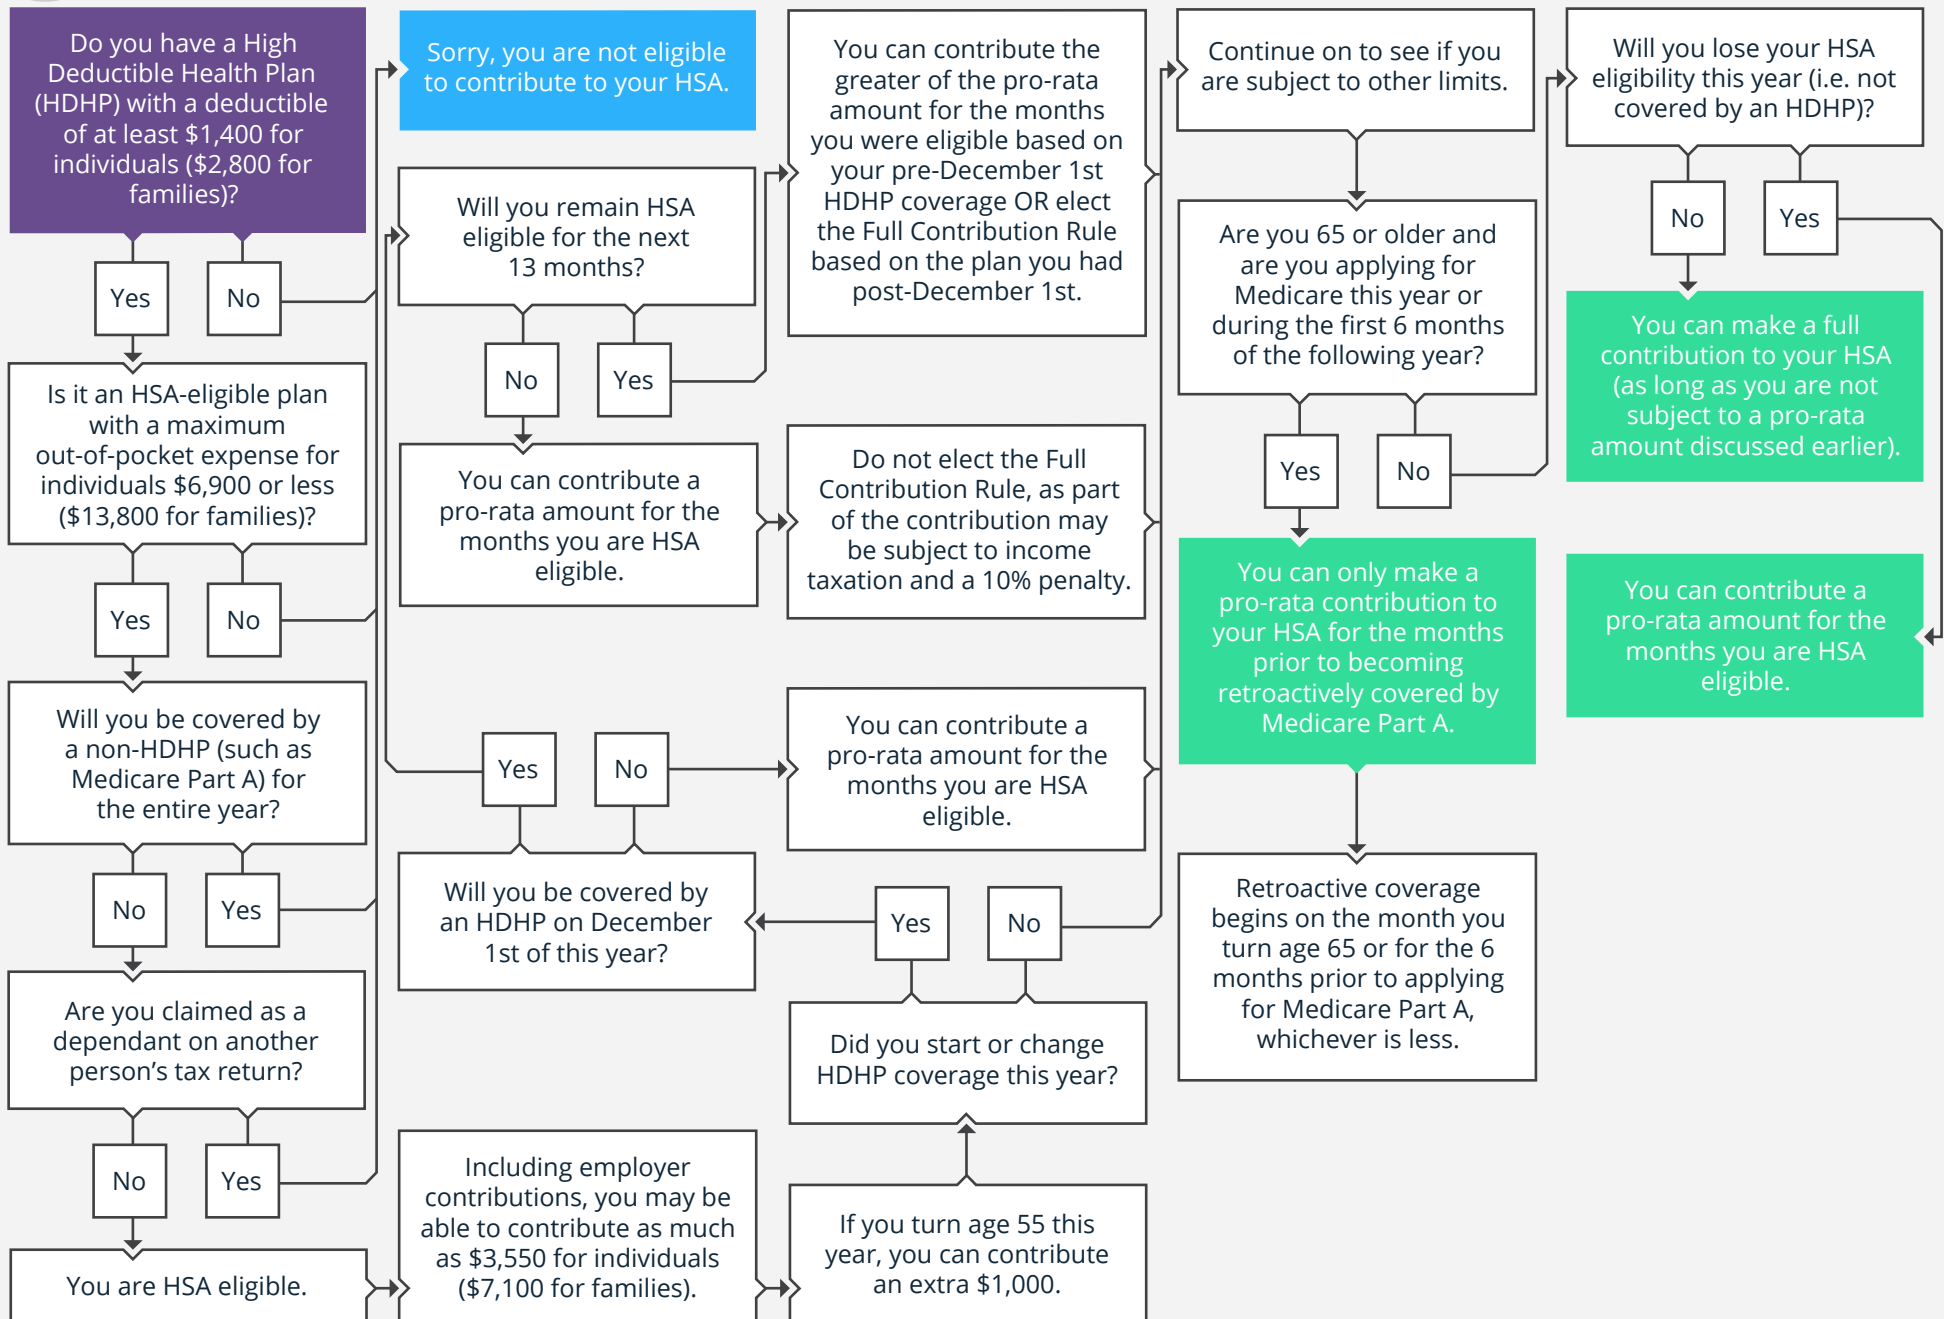 Do you have a High
Deductible Health Plan
(HDHP) with a deductible
of at least $1,400 for
individuals ($2,800 for
families)?
Yes
No
Is it an HSA-eligible plan
with a maximum
out-of-pocket expense for
individuals $6,900 or less
($13,800 for families)?
Yes
No
Will you be covered by
a non-HDHP (such as
Medicare Part A) for
the entire year?
No
Yes
Are you claimed as a
dependant on another
person's tax return?
No
Yes
You are HSA eligible.
Sorry, you are not eligible
to contribute to your HSA.
Will you remain HSA
eligible for the next
13 months?
No
Yes
You can contribute a
pro-rata amount for the
months you are HSA
eligible.
Yes
No
Will you be covered by
an HDHP on December
1st of this year?
Including employer
contributions, you may be
able to contribute as much
as $3,550 for individuals
($7,100 for families).
You can contribute the
greater of the pro-rata
amount for the months
you were eligible based on
your pre-December 1st
HDHP coverage OR elect
the Full Contribution Rule
based on the plan you had
post-December 1st.
Do not elect the Full
Contribution Rule, as part
of the contribution may
be subject to income
taxation and a 10% penalty.
You can contribute a
pro-rata amount for the
months you are HSA
eligible.
Yes
No
Did you start or change
HDHP coverage this year?
If you turn age 55 this
year, you can contribute
an extra $1,000.
Continue on to see if you
are subject to other limits.
Are you 65 or older and
are you applying for
Medicare this year or
during the first 6 months
of the following year?
Yes
No
You can only make a
pro-rata contribution to
your HSA for the months
prior to becoming
retroactively covered by
Medicare Part A.
Retroactive coverage
begins on the month you
turn age 65 or for the 6
months prior to applying
for Medicare Part A,
whichever is less.
Will you lose your HSA
eligibility this year (i.e. not
covered by an HDHP)?
No
Yes
You can make a full
contribution to your HSA
(as long as you are not
subject to a pro-rata
amount discussed earlier).
You can contribute a
pro-rata amount for the
months you are HSA
eligible.